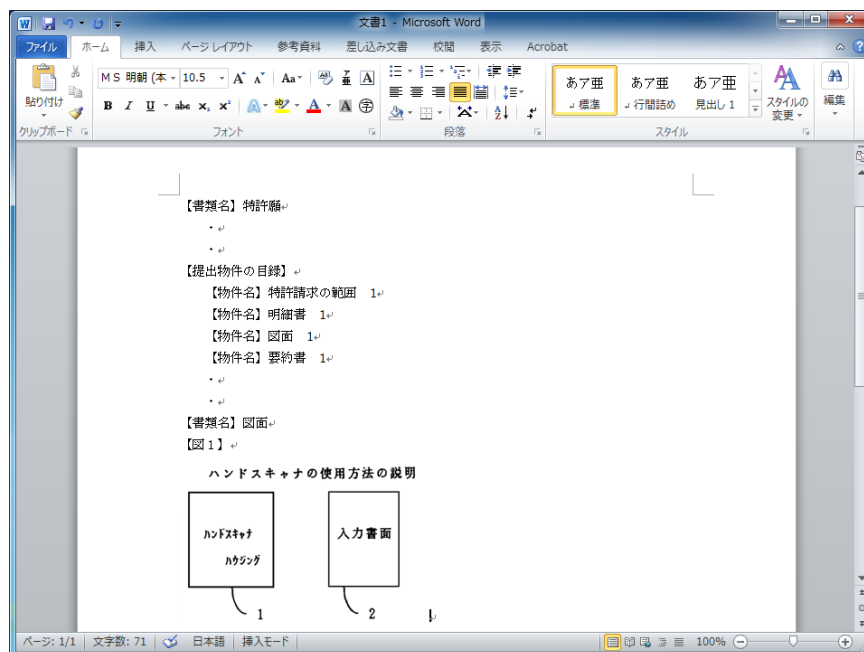 文書1 - Microsoft Word
ファイル ホーム 挿入 ページ レイアウト 参考資料 差し込み文書 校閲 表示 Acrobat
貼り付け
クリップボード
MS 明朝 (本 10.5
フォント
段落
あア亜 あア亜 あア亜
標準 行間詰め 見出し 1
スタイルの
変更
スタイル
編集
【書類名】特許願
・
・
【提出物件の目録】
【物件名】特許請求の範囲 1
【物件名】明細書 1
【物件名】図面 1
【物件名】要約書 1
・
・
【書類名】図面
【図1】
ハンドスキャナの使用方法の説明
ハンドスキャナ
ハウジング
入力書面
1
2
ページ: 1/1 文字数: 71 日本語 挿入モード 100%